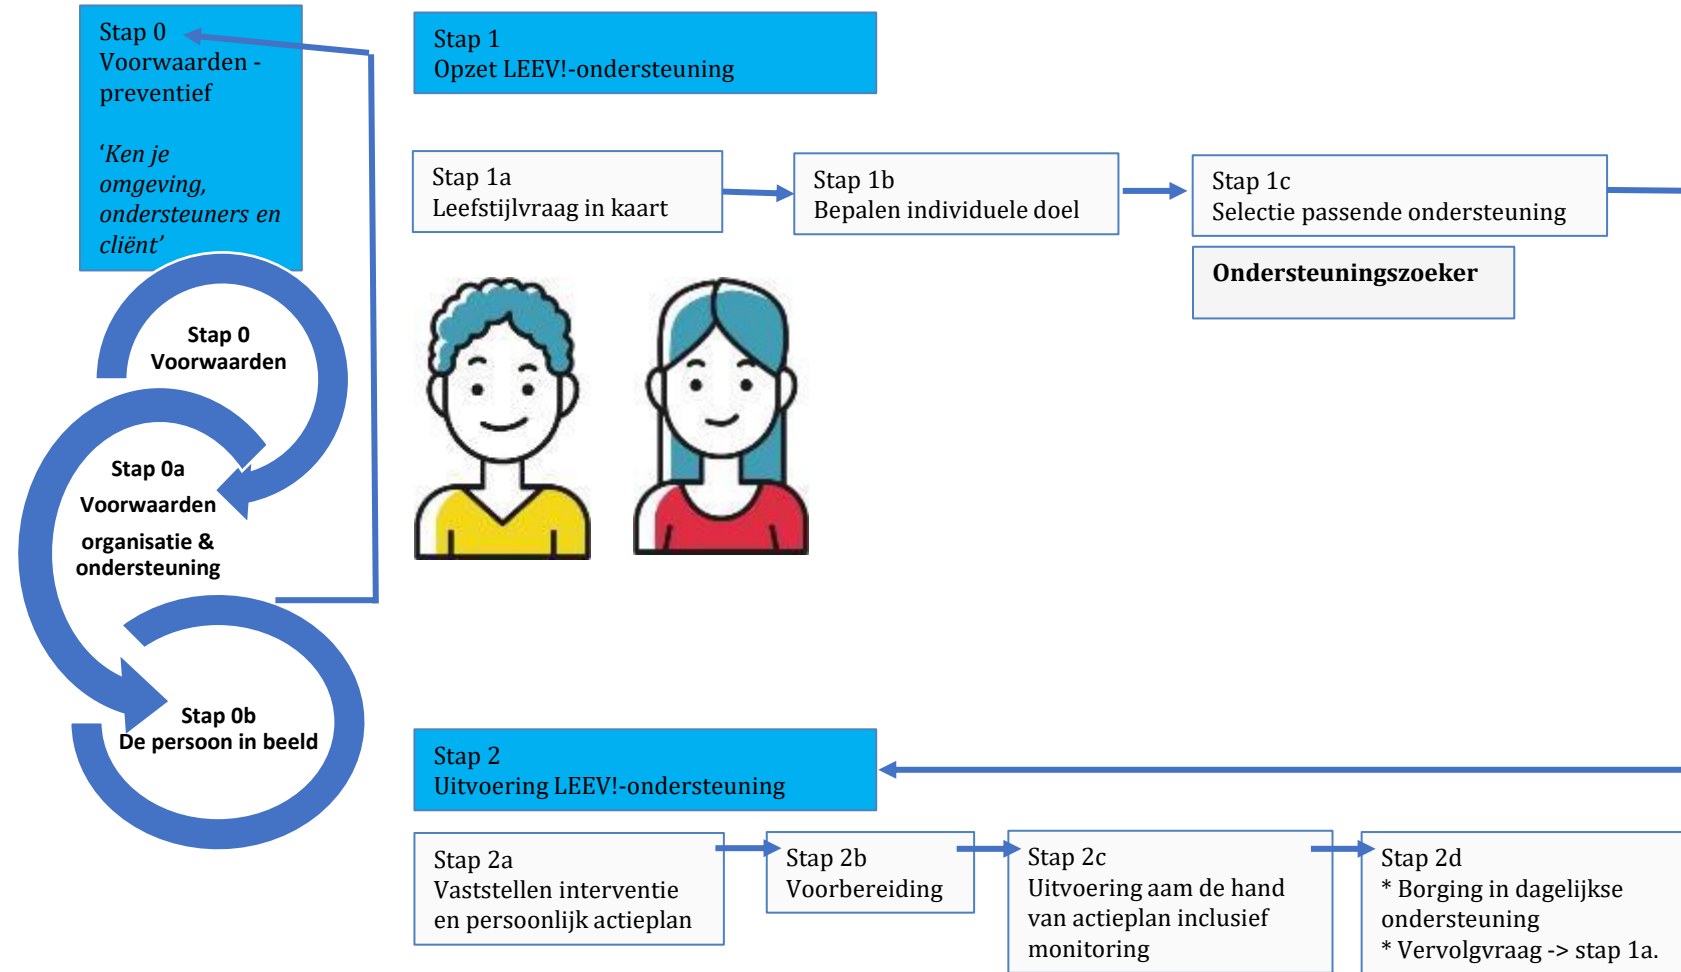 Stap 0
Voorwaarden -
preventief
‘Ken je
omgeving,
ondersteuners en
cliënt’
Stap 0
Voorwaarden
Stap 0a
Voorwaarden
organisatie &
ondersteuning
Stap 0b
De persoon in beeld
Stap 1
Opzet LEEV!-ondersteuning
Stap 1a
Leefstijlvraag in kaart
Stap 1b
Bepalen individuele doel
Stap 1c
Selectie passende ondersteuning
Ondersteuningszoeker
Stap 2
Uitvoering LEEV!-ondersteuning
Stap 2a
Vaststellen interventie
en persoonlijk actieplan
Stap 2b
Voorbereiding
Stap 2c
Uitvoering aam de hand
van actieplan inclusief
monitoring
Stap 2d
* Borging in dagelijkse
ondersteuning
* Vervolgvraag -> stap 1a.